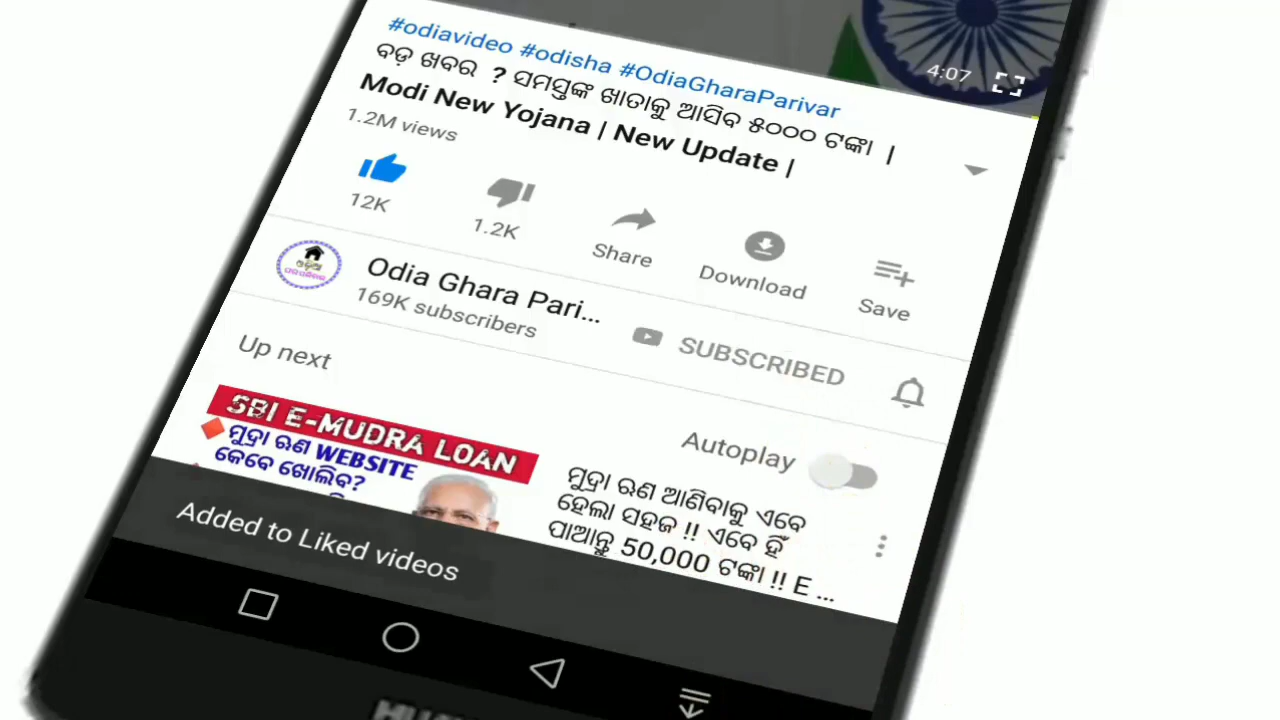 4:07
#odiavideo #odisha #OdiaGharaParivar
ବଡ଼ ଖବର ? ସମସ୍ତଙ୍କ ଖାତାକୁ ଆସିବ ୫୦୦୦ ଟଙ୍କା |
Modi New Yojana | New Update |
1.2M views
12K
1.2K
Share
Download
Save
Odia Ghara Pari...
169K subscribers
SUBSCRIBED
Up next
Autoplay
SBI E-MUDRA LOAN
ମୁଦ୍ରା ଋଣ WEBSITE
କେବେ ଖୋଲିବ?
ମୁଦ୍ରା ଋଣ ଆଣିବାକୁ ଏବେ
ହେଲା ସହଜ !! ଏବେ ହିଁ
ପାଆନ୍ତୁ 50,000 ଟଙ୍କା !! E ...
Added to Liked videos